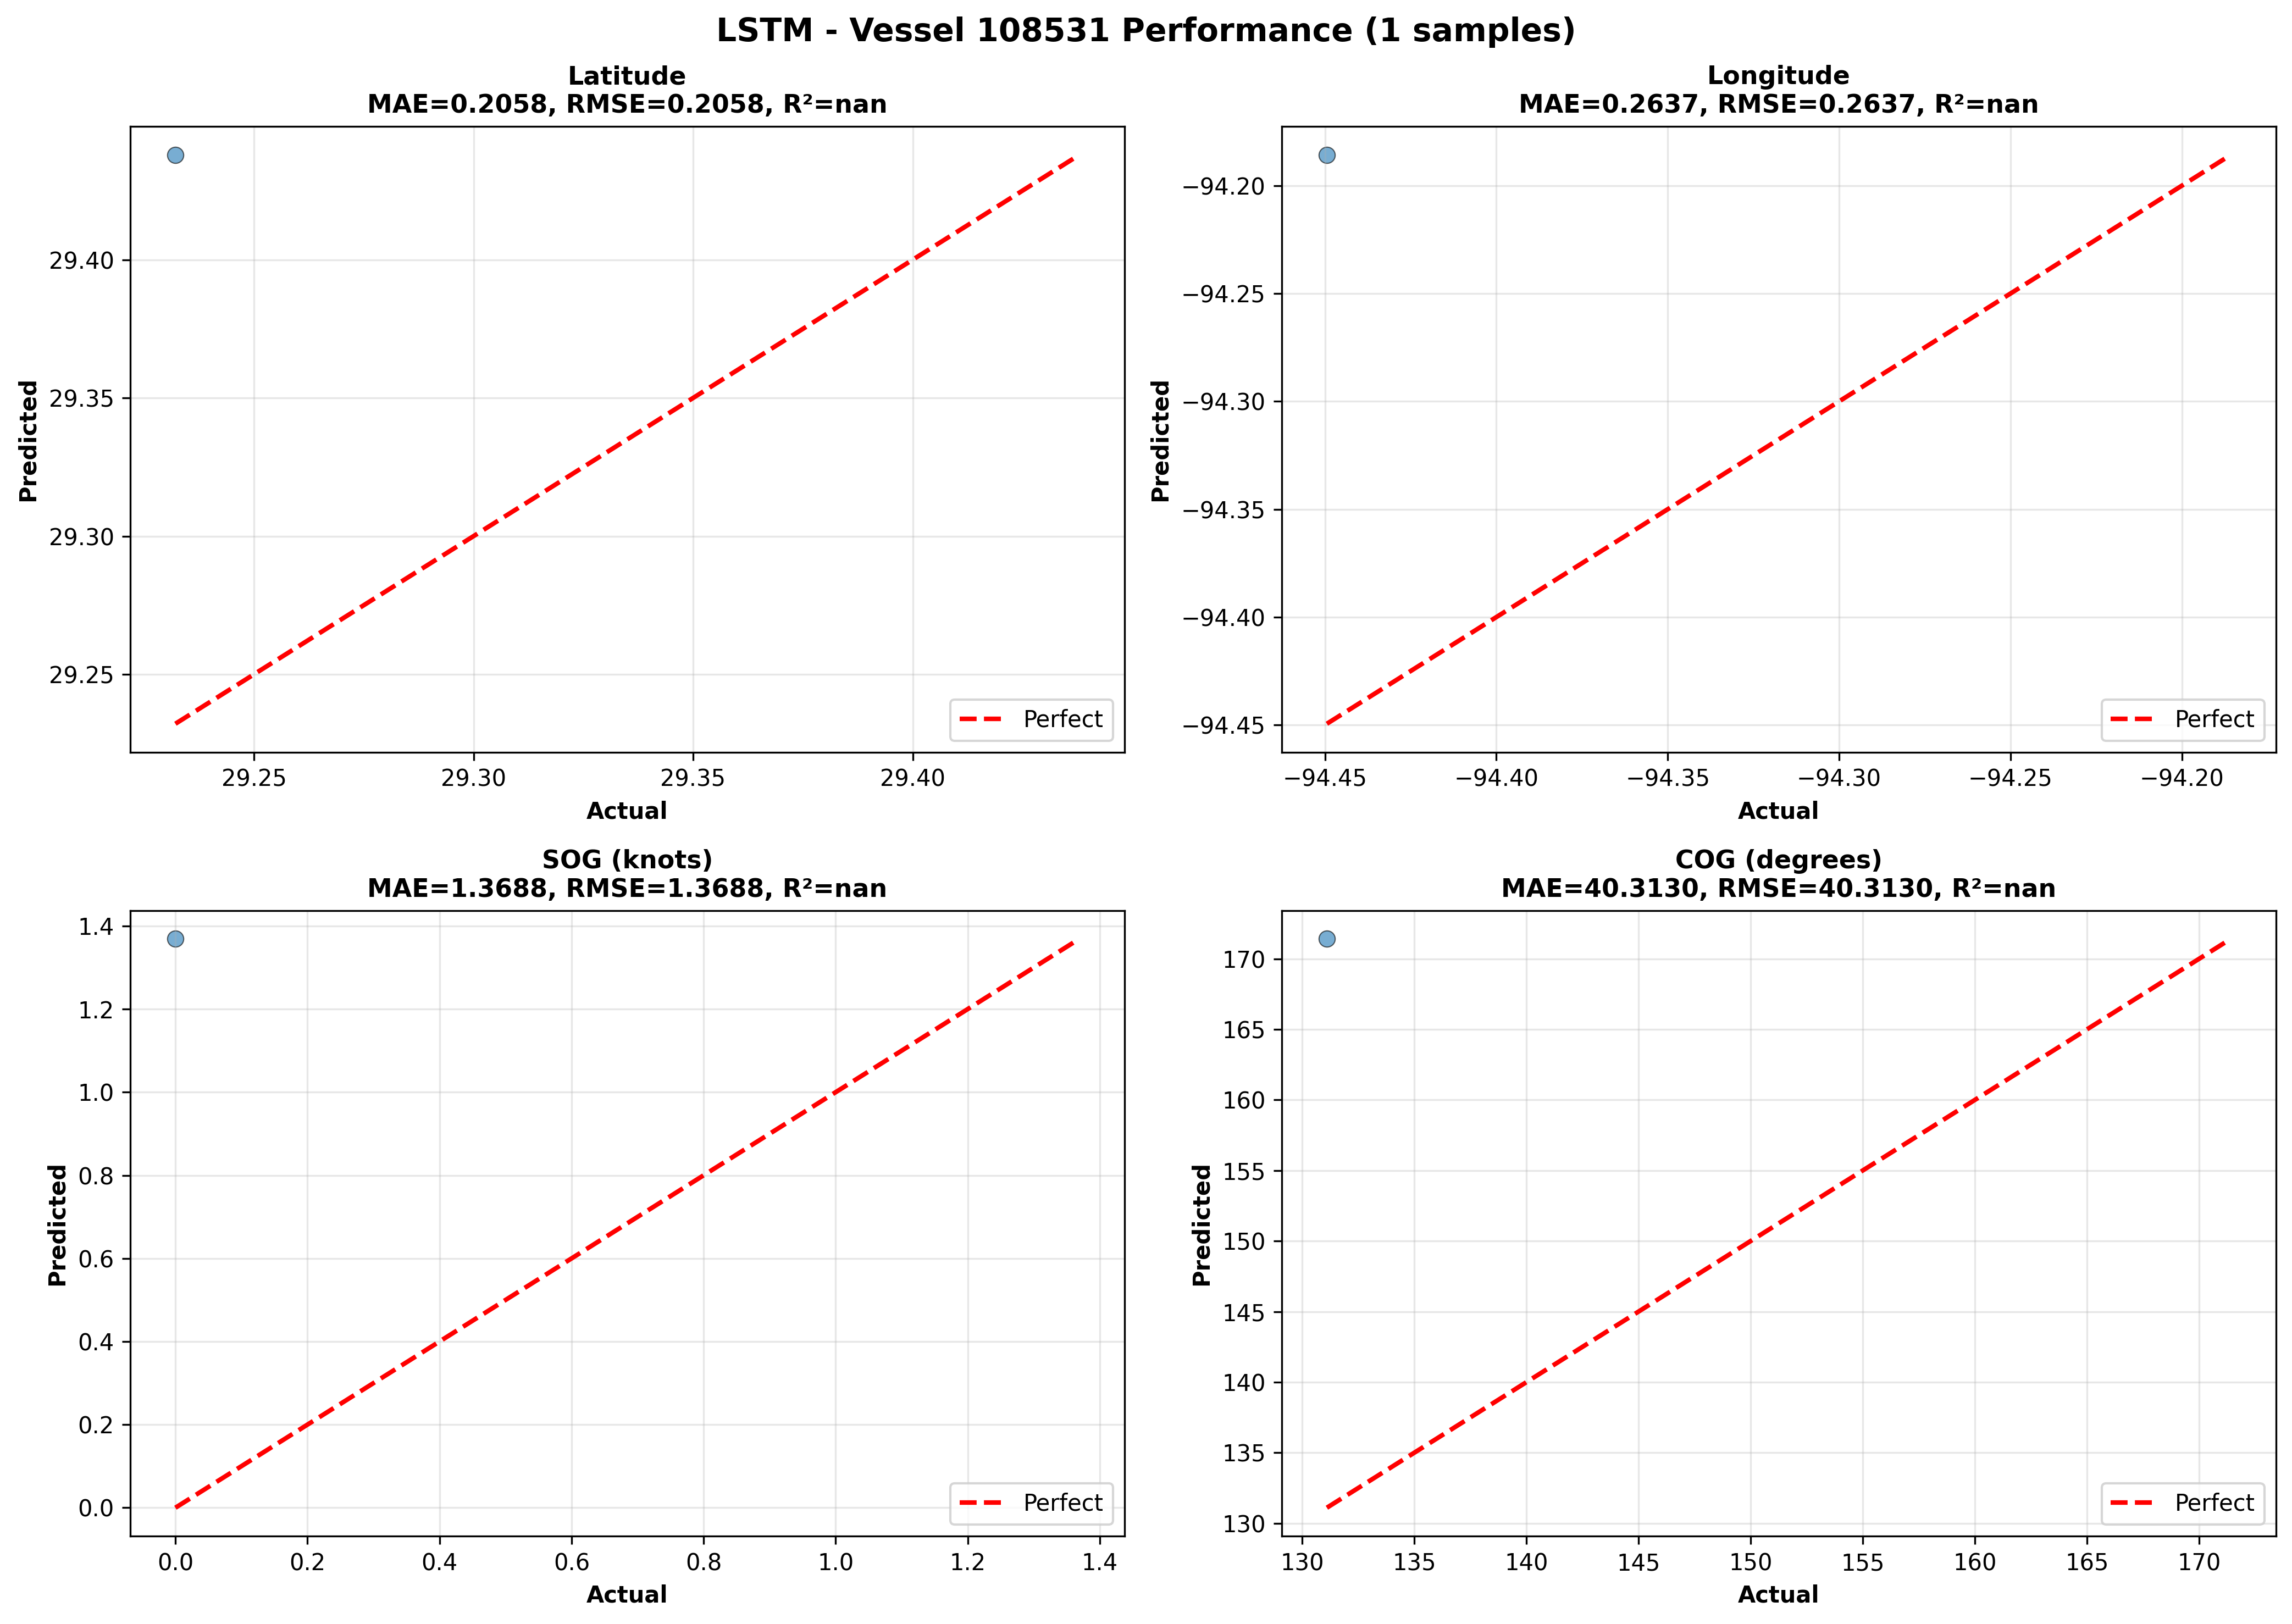 LSTM - Vessel 108531 Performance (1 samples)
Latitude
MAE=0.2058, RMSE=0.2058, R²=nan
29.40
29.35
29.30
29.25
Predicted
29.25 29.30 29.35 29.40
Actual
Perfect
Longitude
MAE=0.2637, RMSE=0.2637, R²=nan
−94.20
−94.25
−94.30
−94.35
−94.40
−94.45
Predicted
−94.45 −94.40 −94.35 −94.30 −94.25 −94.20
Actual
Perfect
SOG (knots)
MAE=1.3688, RMSE=1.3688, R²=nan
1.4
1.2
1.0
0.8
0.6
0.4
0.2
0.0
Predicted
0.0 0.2 0.4 0.6 0.8 1.0 1.2 1.4
Actual
Perfect
COG (degrees)
MAE=40.3130, RMSE=40.3130, R²=nan
170
165
160
155
150
145
140
135
130
Predicted
130 135 140 145 150 155 160 165 170
Actual
Perfect